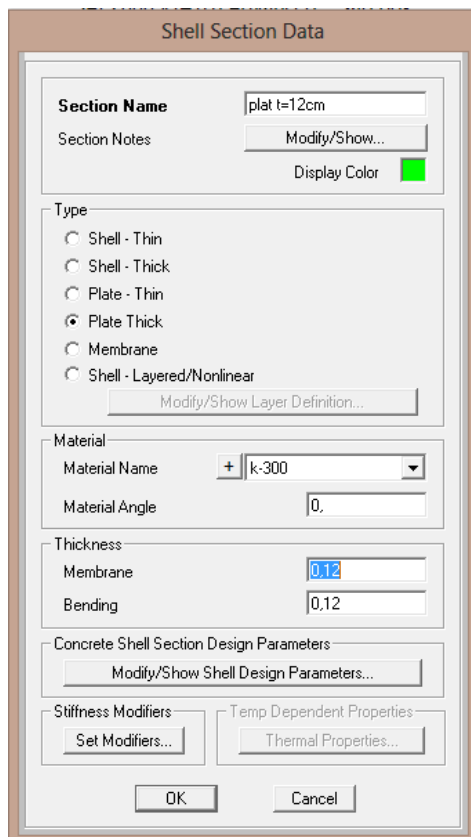 Shell Section Data
Section Name plat t=12cm
Section Notes Modify/Show...
Display Color
Type
Shell - Thin
Shell - Thick
Plate - Thin
Plate Thick
Membrane
Shell - Layered/Nonlinear
Modify/Show Layer Definition...
Material
Material Name + k-300
Material Angle 0,
Thickness
Membrane 0,12
Bending 0,12
Concrete Shell Section Design Parameters
Modify/Show Shell Design Parameters...
Stiffness Modifiers Temp Dependent Properties
Set Modifiers... Thermal Properties...
OK Cancel